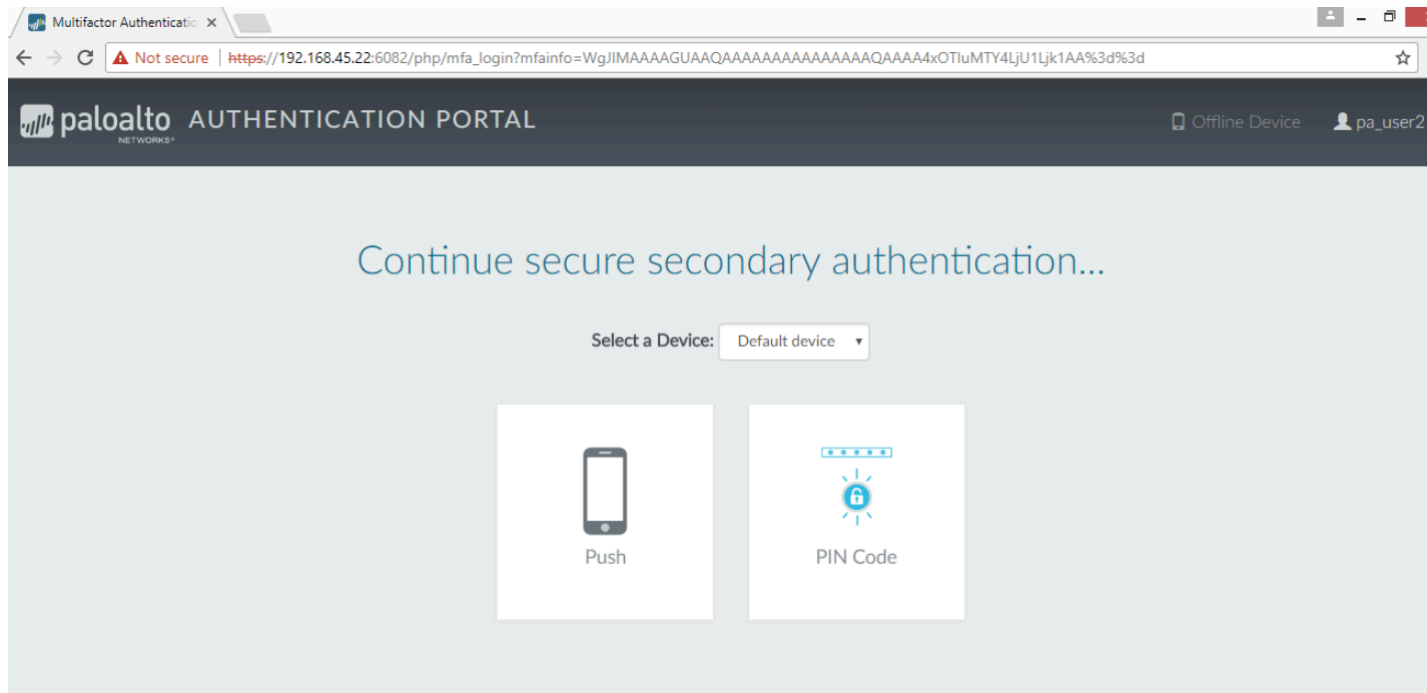 Multifactor Authenticatio
Not secure https://192.168.45.22:6082/php/mfa_login?mfainfo=WgJIMAAAAGUAAQAAAAAAAAAAAAAAAQAAAA4xOTIuMTY4LjU1Ljk1AA%3d%3d
paloalto NETWORKS® AUTHENTICATION PORTAL Offline Device pa_user2
Continue secure secondary authentication...
Select a Device: Default device
Push PIN Code